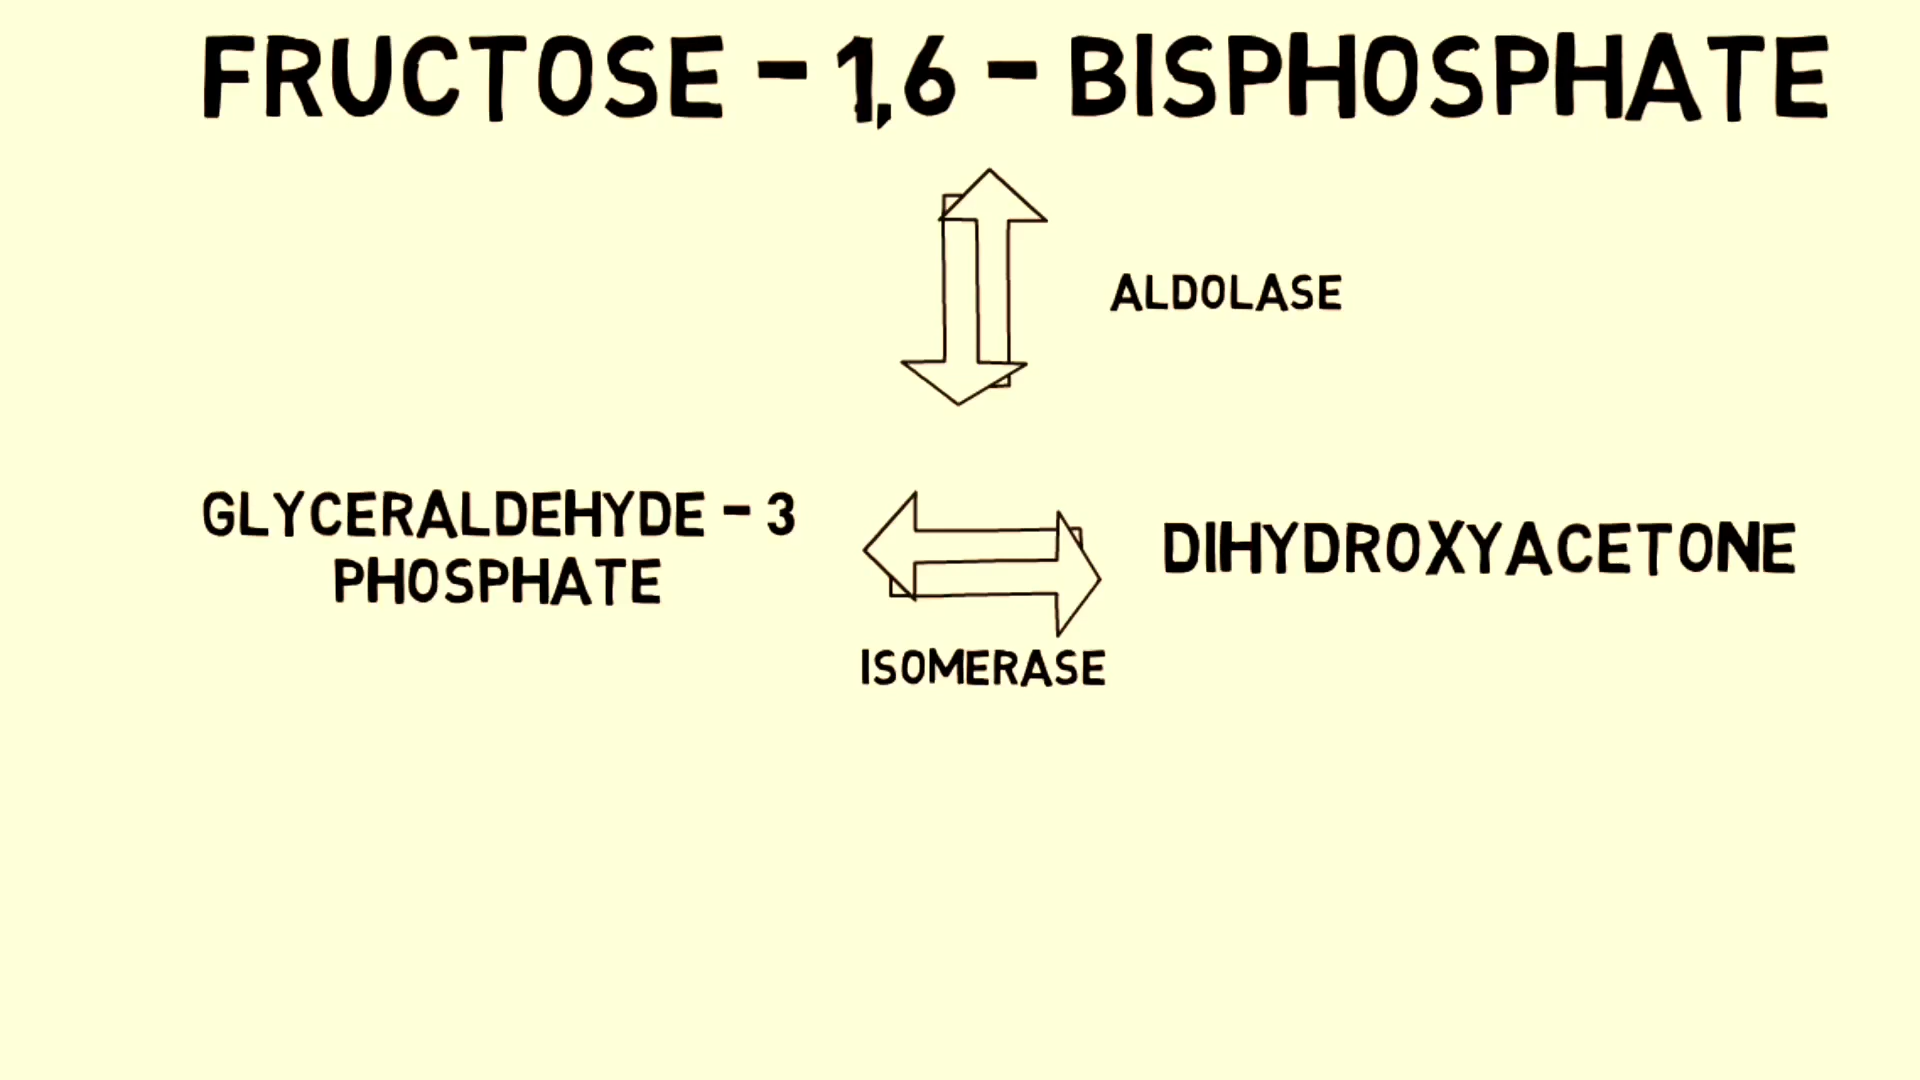 FRUCTOSE - 1,6 - BISPHOSPHATE
ALDOLASE
GLYCERALDEHYDE - 3
PHOSPHATE
DIHYDROXYACETONE
ISOMERASE